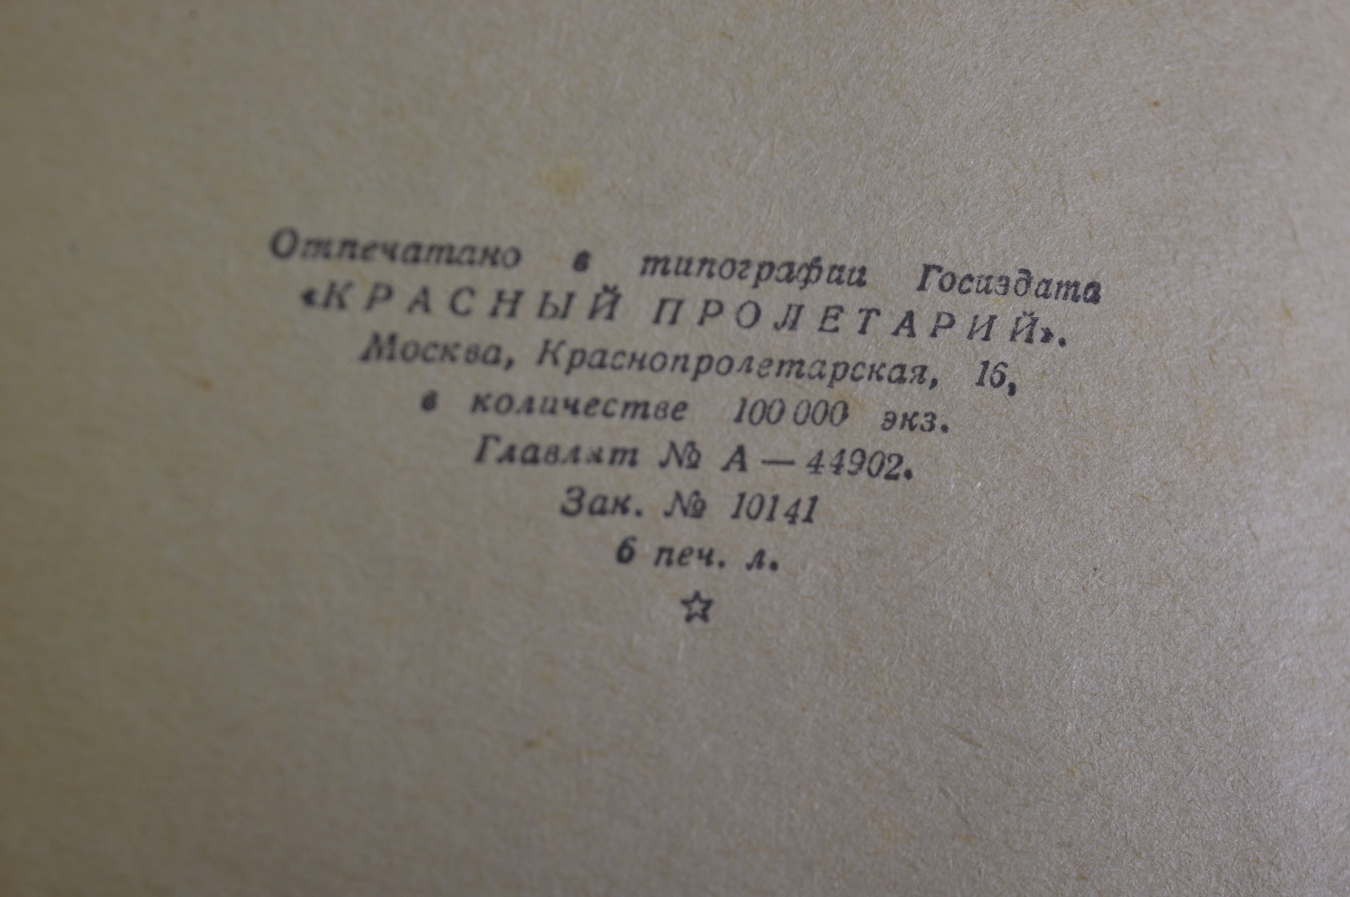 Отпечатано в типографии Госиздата
«КРАСНЫЙ ПРОЛЕТАРИЙ».
Москва, Краснопролетарская, 16,
в количестве 100 000 экз.
Главлит № А — 44902.
Зак. № 10141
6 печ. л.